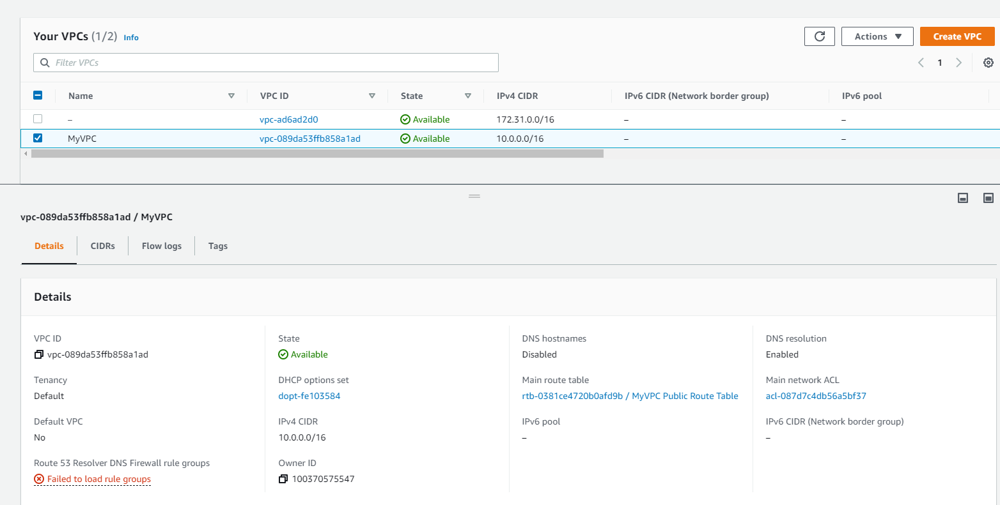 Your VPCs (1/2) Info
Actions
Create VPC
Filter VPCs
1
Name VPC ID State IPv4 CIDR IPv6 CIDR (Network border group) IPv6 pool
– vpc-ad6ad2d0 Available 172.31.0.0/16 – –
MyVPC vpc-089da53ffb858a1ad Available 10.0.0.0/16 – –
vpc-089da53ffb858a1ad / MyVPC
Details CIDRs Flow logs Tags
Details
VPC ID State DNS hostnames DNS resolution
vpc-089da53ffb858a1ad Available Disabled Enabled
Tenancy DHCP options set Main route table Main network ACL
Default dopt-fe103584 rtb-0381ce4720b0afd9b / MyVPC Public Route Table acl-087d7c4db56a5bf37
Default VPC IPv4 CIDR IPv6 pool IPv6 CIDR (Network border group)
No 10.0.0.0/16 – –
Route 53 Resolver DNS Firewall rule groups Owner ID
Failed to load rule groups 100370575547